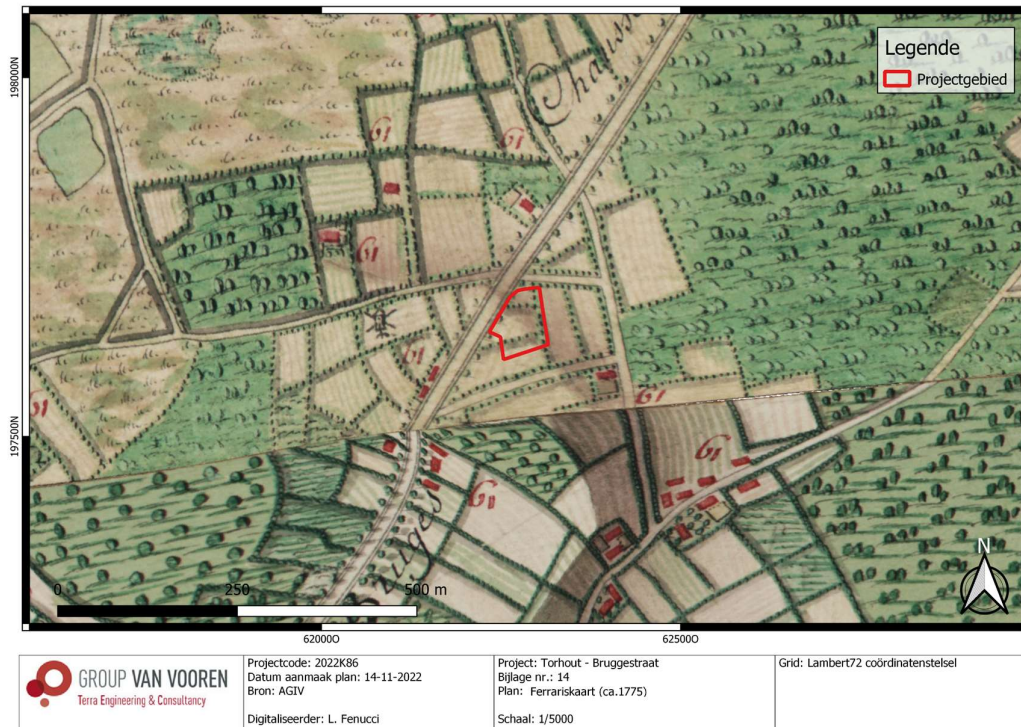 Legende
Projectgebied
198000N
197500N
Chauss
Bruges
N
0 250 500 m
620000 625000
GROUP VAN VOOREN
Terra Engineering & Consultancy
Projectcode: 2022K86
Datum aanmaak plan: 14-11-2022
Bron: AGIV
Digitaliseerder: L. Fenucci
Project: Torhout - Bruggestraat
Bijlage nr.: 14
Plan: Ferrariskaart (ca.1775)
Schaal: 1/5000
Grid: Lambert72 coördinatenstelsel